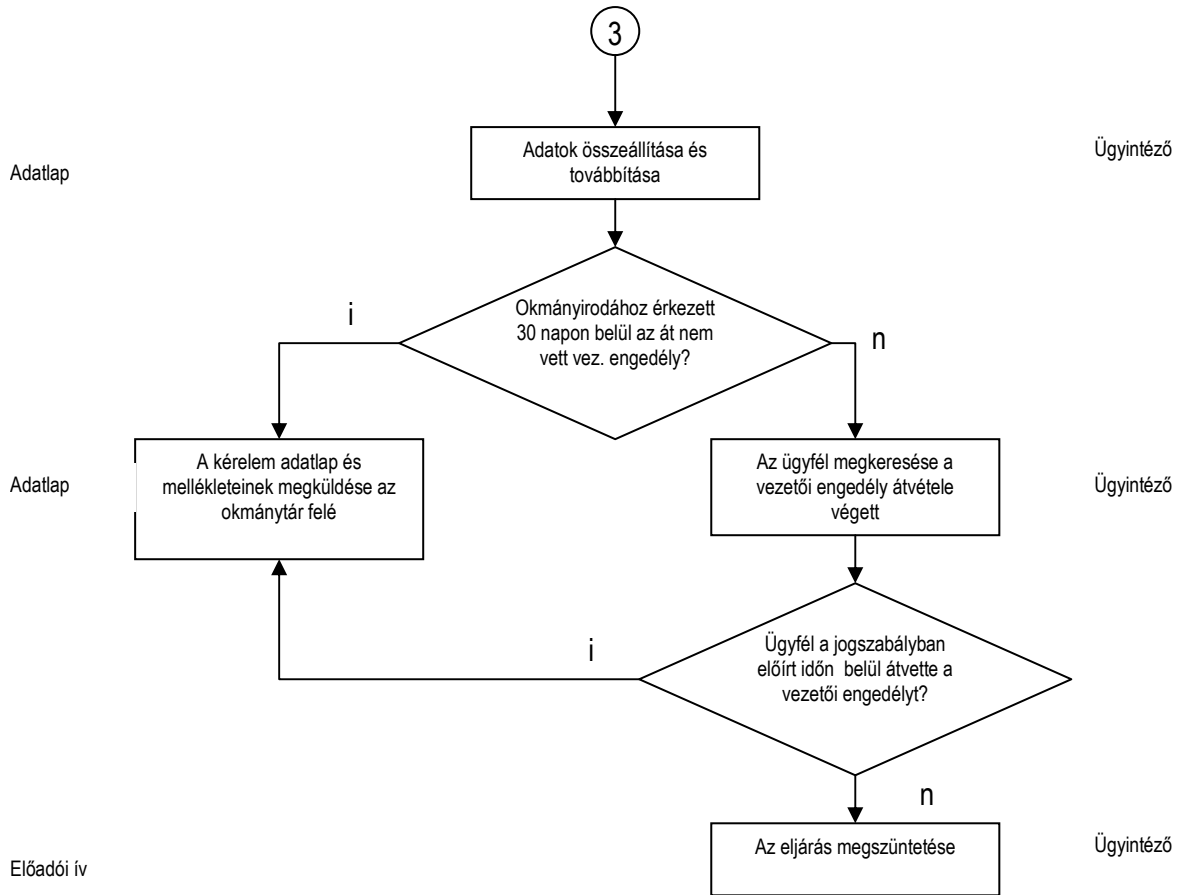 3
Adatok összeállítása és
továbbítása
Ügyintéző
Adatlap
Okmányirodához érkezett
30 napon belül az át nem
vett vez. engedély?
i
n
Adatlap
A kérelem adatlap és
mellékleteinek megküldése az
okmánytár felé
Az ügyfél megkeresése a
vezetői engedély átvétele
végett
Ügyintéző
Ügyfél a jogszabályban
előírt időn belül átvette a
vezetői engedélyt?
i
n
Az eljárás megszüntetése
Ügyintéző
Előadói ív